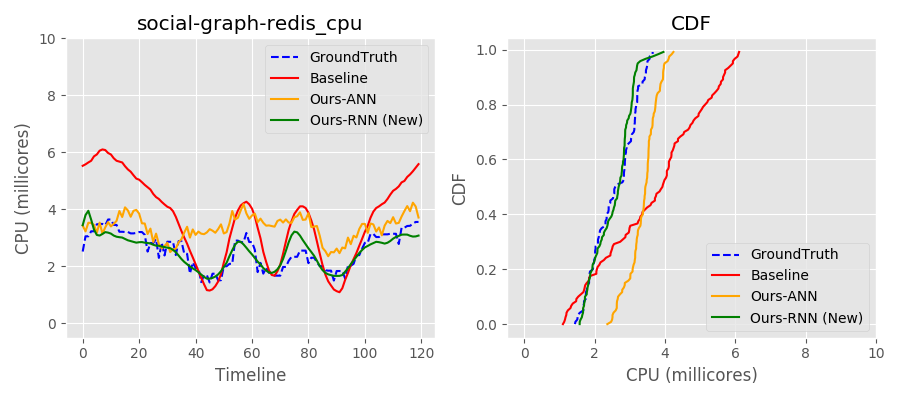 social-graph-redis_cpu
10
8
6
4
2
0
CPU (millicores)
GroundTruth
Baseline
Ours-ANN
Ours-RNN (New)
0 20 40 60 80 100 120
Timeline
CDF
1.0
0.8
0.6
0.4
0.2
0.0
CDF
GroundTruth
Baseline
Ours-ANN
Ours-RNN (New)
0 2 4 6 8 10
CPU (millicores)